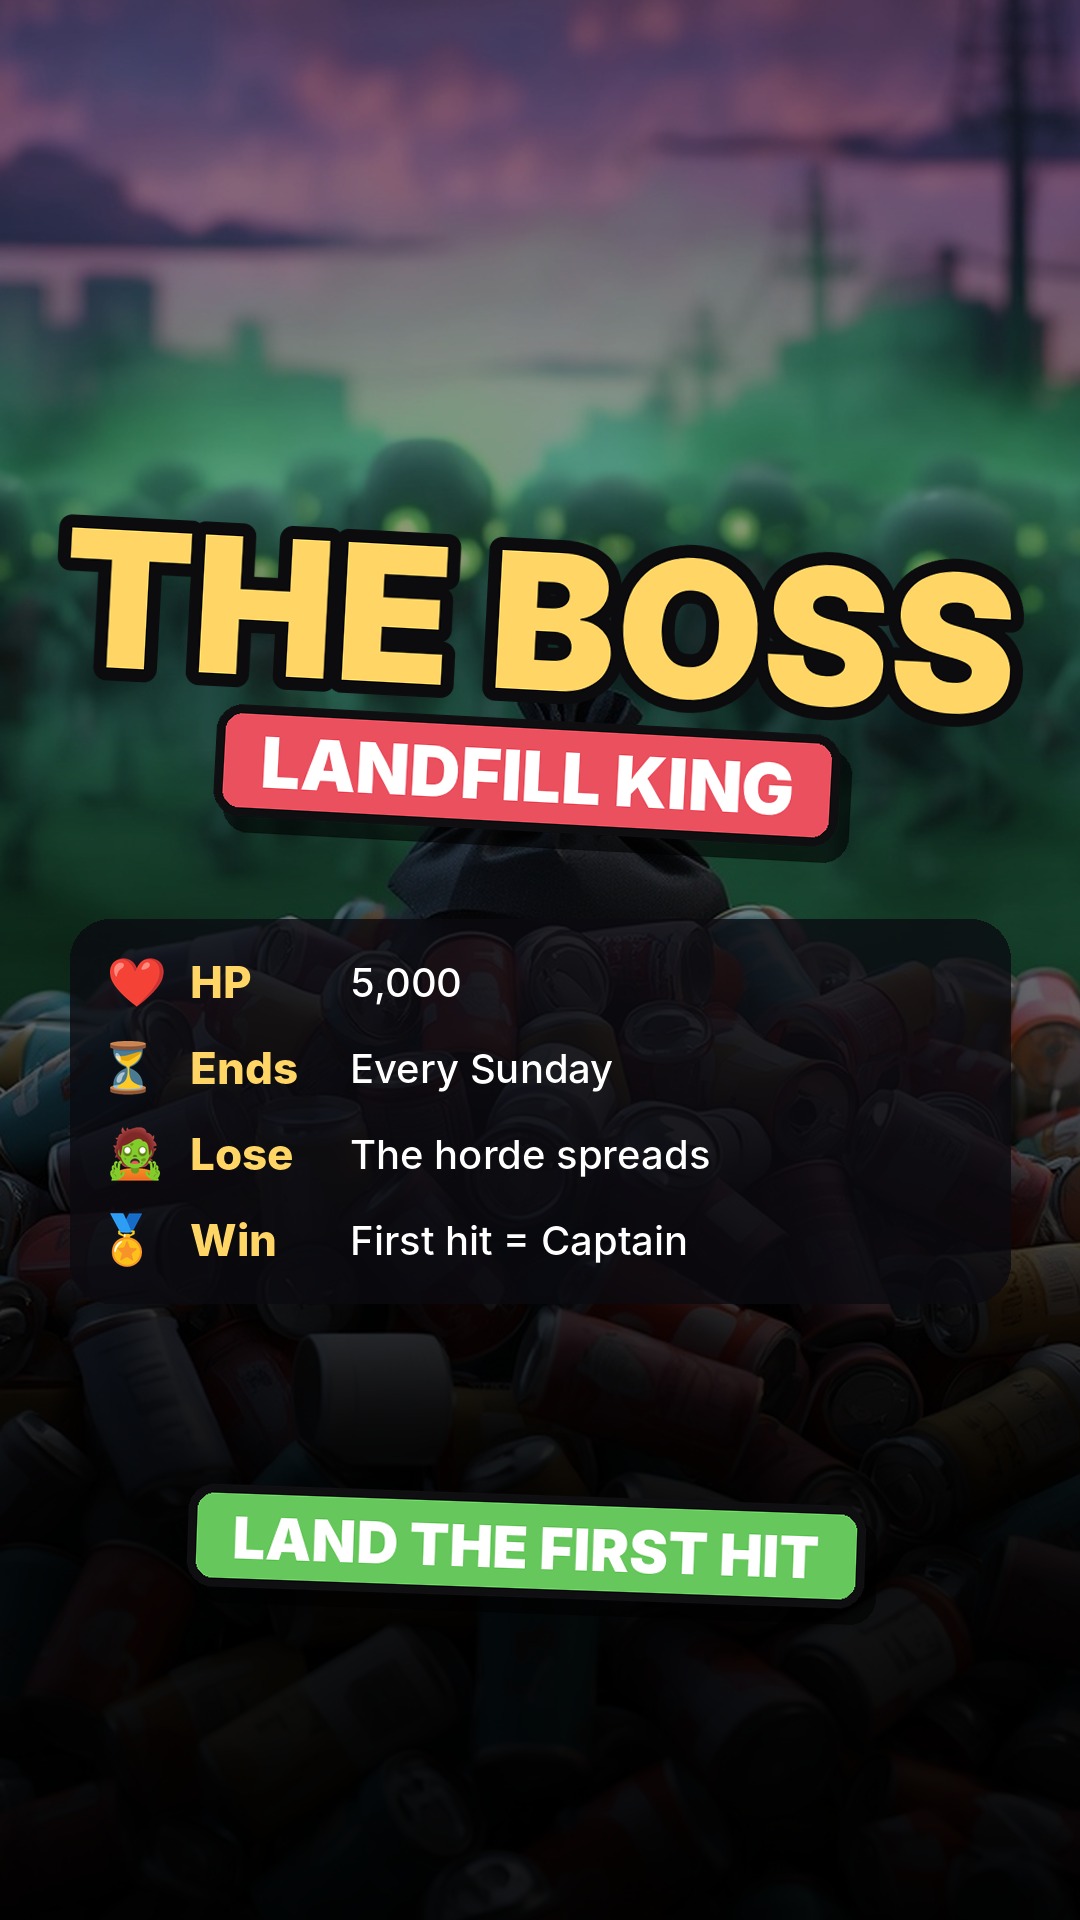 THE BOSS
LANDFILL KING
HP 5,000
Ends Every Sunday
Lose The horde spreads
Win First hit = Captain
LAND THE FIRST HIT